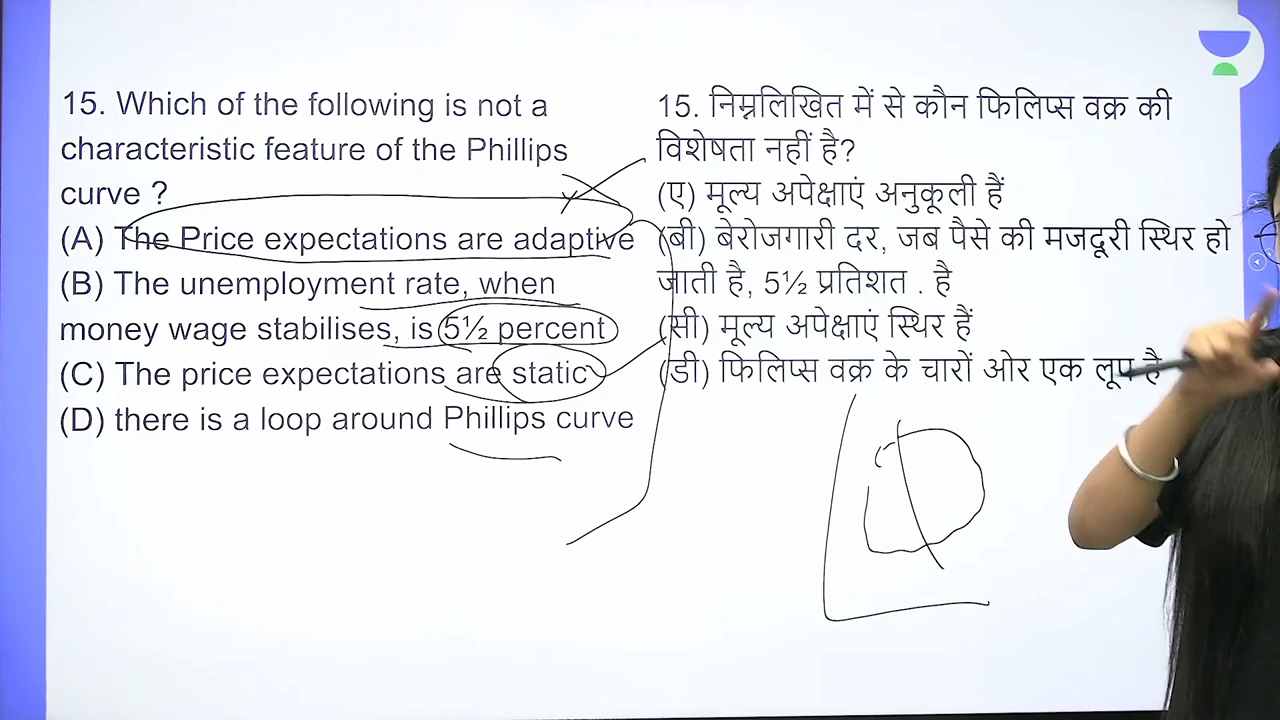 15. Which of the following is not a
characteristic feature of the Phillips
curve ?
(A) The Price expectations are adaptive
(B) The unemployment rate, when
money wage stabilises, is 5½ percent
(C) The price expectations are static
(D) there is a loop around Phillips curve
15. निम्नलिखित में से कौन फिलिप्स वक्र की
विशेषता नहीं है?
(ए) मूल्य अपेक्षाएं अनुकूली हैं
(बी) बेरोजगारी दर, जब पैसे की मजदूरी स्थिर हो
जाती है, 5½ प्रतिशत . है
(सी) मूल्य अपेक्षाएं स्थिर हैं
(डी) फिलिप्स वक्र के चारों ओर एक लूप है